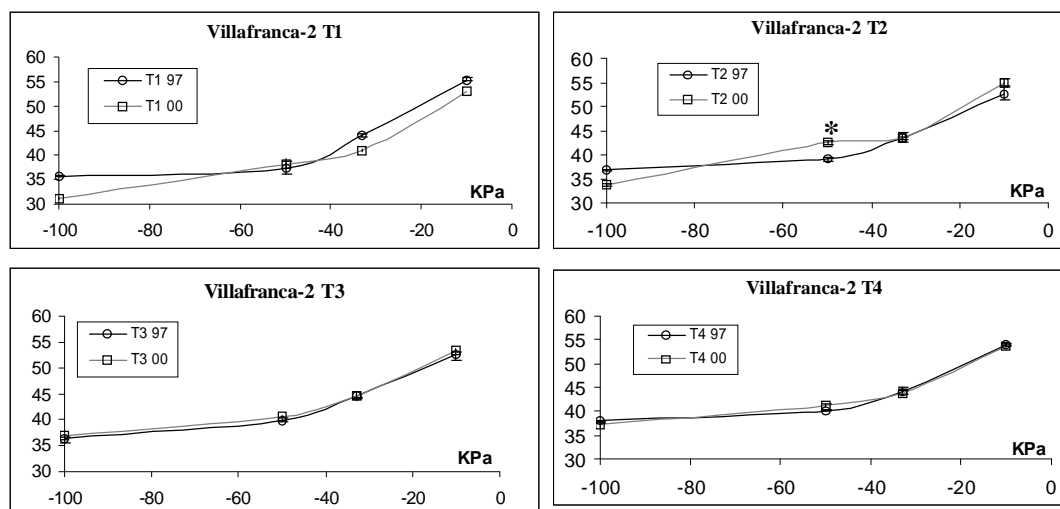 Villafranca-2 T1
60
55
50
45
40
35
30
T1 97
T1 00
KPa
-100 -80 -60 -40 -20 0
Villafranca-2 T2
60
55
50
45
40
35
30
T2 97
T2 00
*
KPa
-100 -80 -60 -40 -20 0
Villafranca-2 T3
60
55
50
45
40
35
30
T3 97
T3 00
KPa
-100 -80 -60 -40 -20 0
Villafranca-2 T4
60
55
50
45
40
35
30
T4 97
T4 00
KPa
-100 -80 -60 -40 -20 0